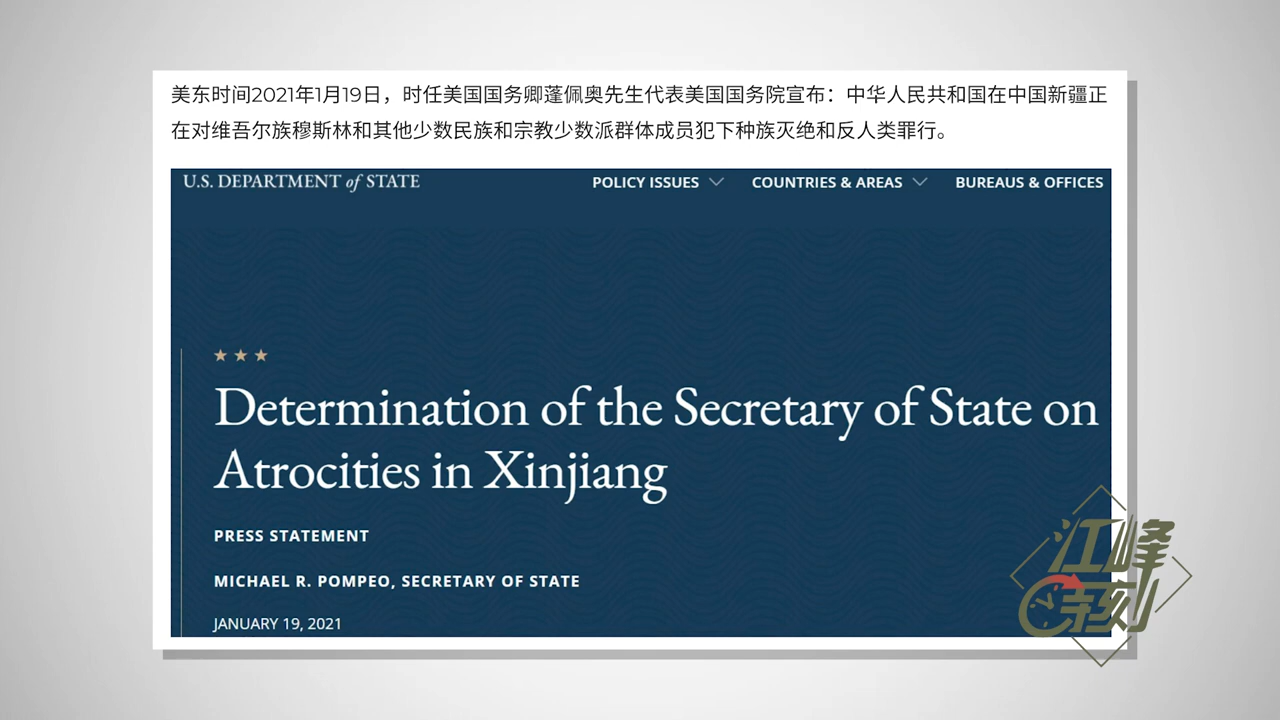 美东时间2021年1月19日，时任美国国务卿蓬佩奥先生代表美国国务院宣布：中华人民共和国在中国新疆正
在对维吾尔族穆斯林和其他少数民族和宗教少数派群体成员犯下种族灭绝和反人类罪行。
U.S. DEPARTMENT of STATE
POLICY ISSUES
COUNTRIES & AREAS
BUREAUS & OFFICES
Determination of the Secretary of State on
Atrocities in Xinjiang
PRESS STATEMENT
MICHAEL R. POMPEO, SECRETARY OF STATE
JANUARY 19, 2021
江峰
时刻